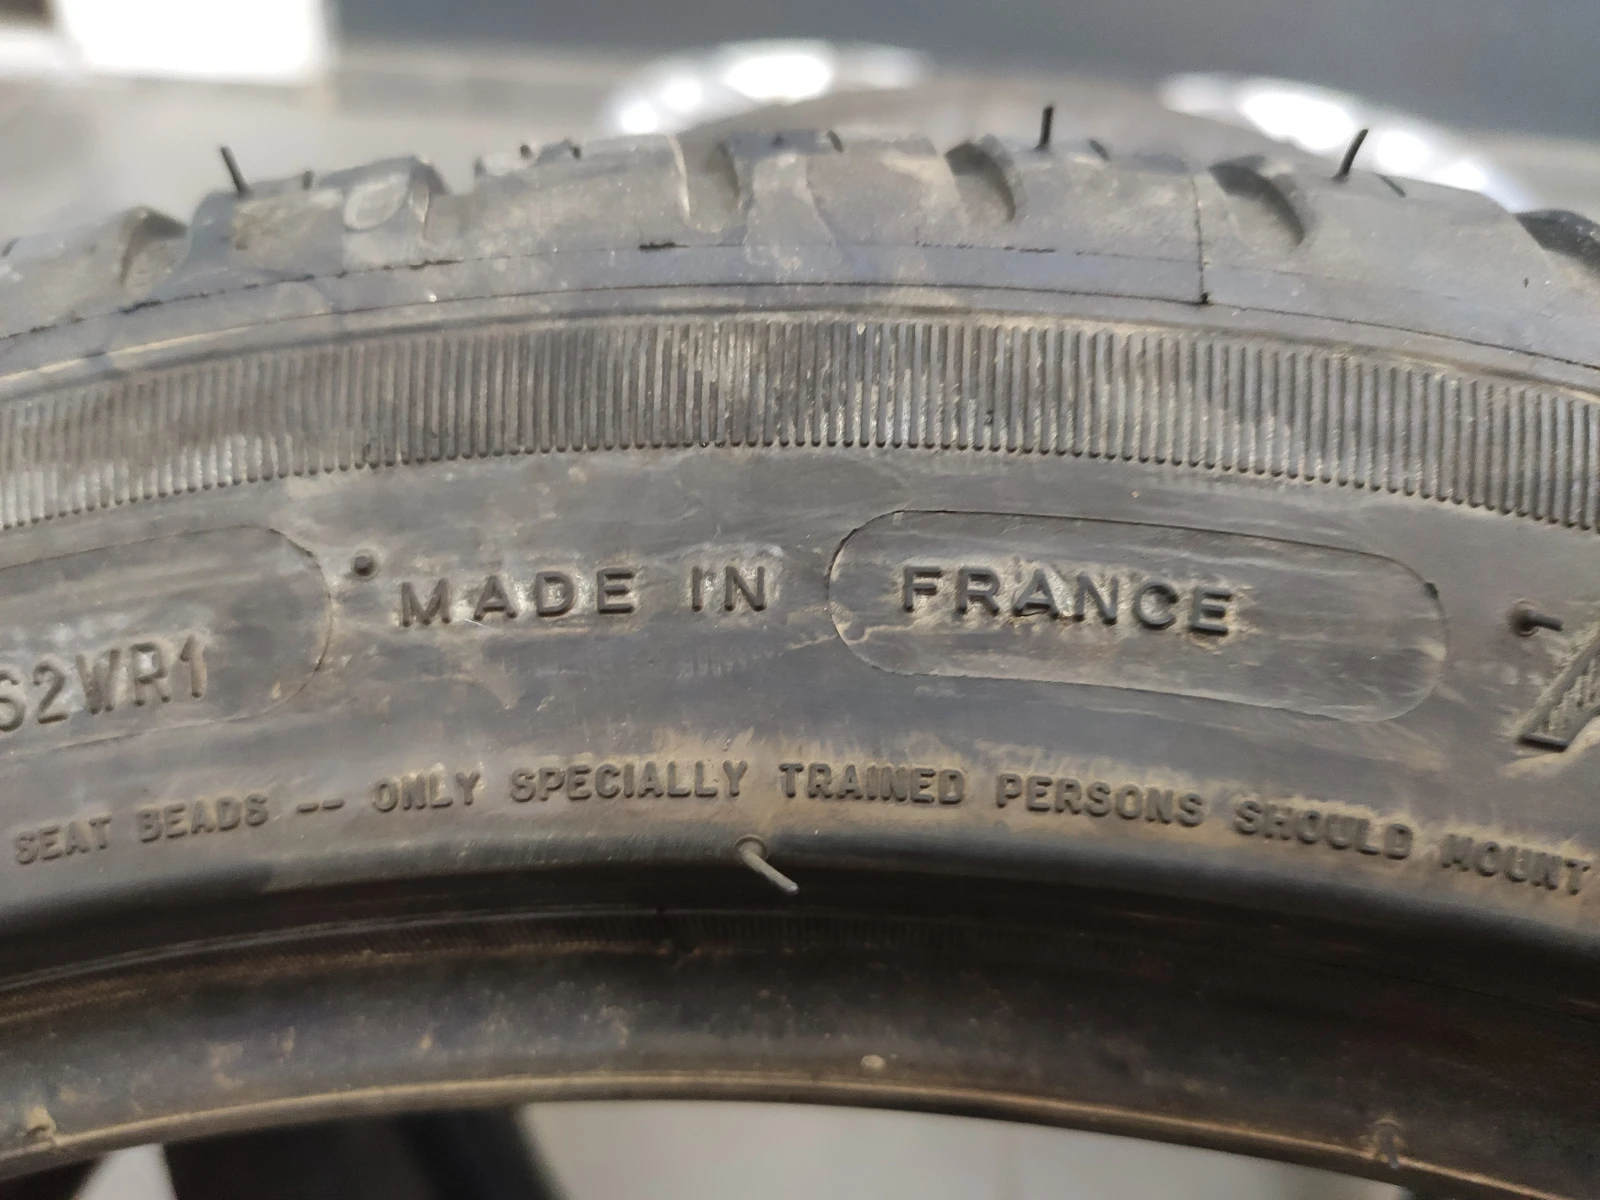 MADE IN FRANCE
62WR1
SEAT BEADS -- ONLY SPECIALLY TRAINED PERSONS SHOULD MOUNT